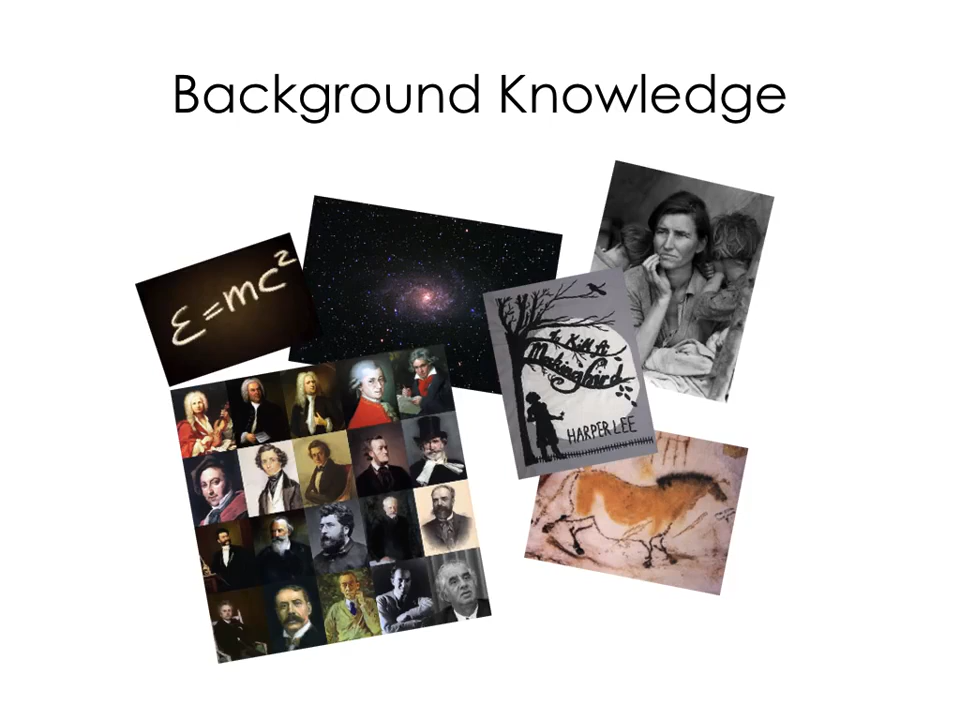 Background Knowledge
E=mc²
To Kill A
Mockingbird
HARPER LEE